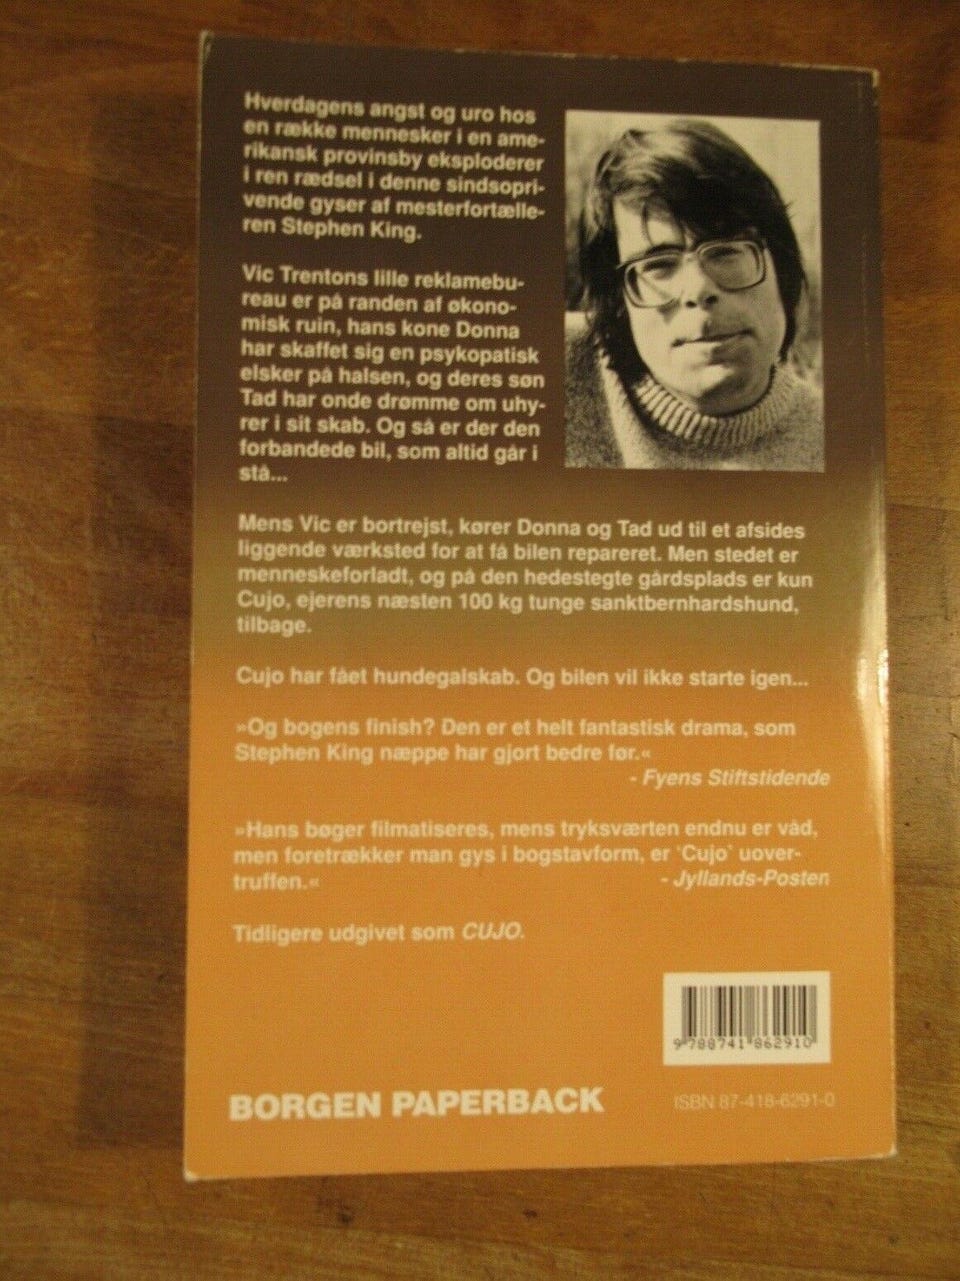 Hverdagens angst og uro hos
en række mennesker i en ame-
rikansk provinsby eksploderer
i ren rædsel i denne sindsopri-
vende gyser af mesterfortælle-
ren Stephen King.
Vic Trentons lille reklamebu-
reau er på randen af økono-
misk ruin, hans kone Donna
har skaffet sig en psykopatisk
elsker på halsen, og deres søn
Tad har onde drømme om uhy-
rer i sit skab. Og så er der den
forbandede bil, som altid går i
stå...
Mens Vic er bortrejst, kører Donna og Tad ud til et afsides
liggende værksted for at få bilen repareret. Men stedet er
menneskeforladt, og på den hedestegte gårdsplads er kun
Cujo, ejerens næsten 100 kg tunge sanktbernhardshund,
tilbage.
Cujo har fået hundegalskab. Og bilen vil ikke starte igen...
»Og bogens finish? Den er et helt fantastisk drama, som
Stephen King næppe har gjort bedre før.«
- Fyens Stiftstidende
»Hans bøger filmatiseres, mens tryksværten endnu er våd,
men foretrækker man gys i bogstavform, er 'Cujo' uover-
truffen.« - Jyllands-Posten
Tidligere udgivet som CUJO.
9 788741 862910
BORGEN PAPERBACK ISBN 87-418-6291-0